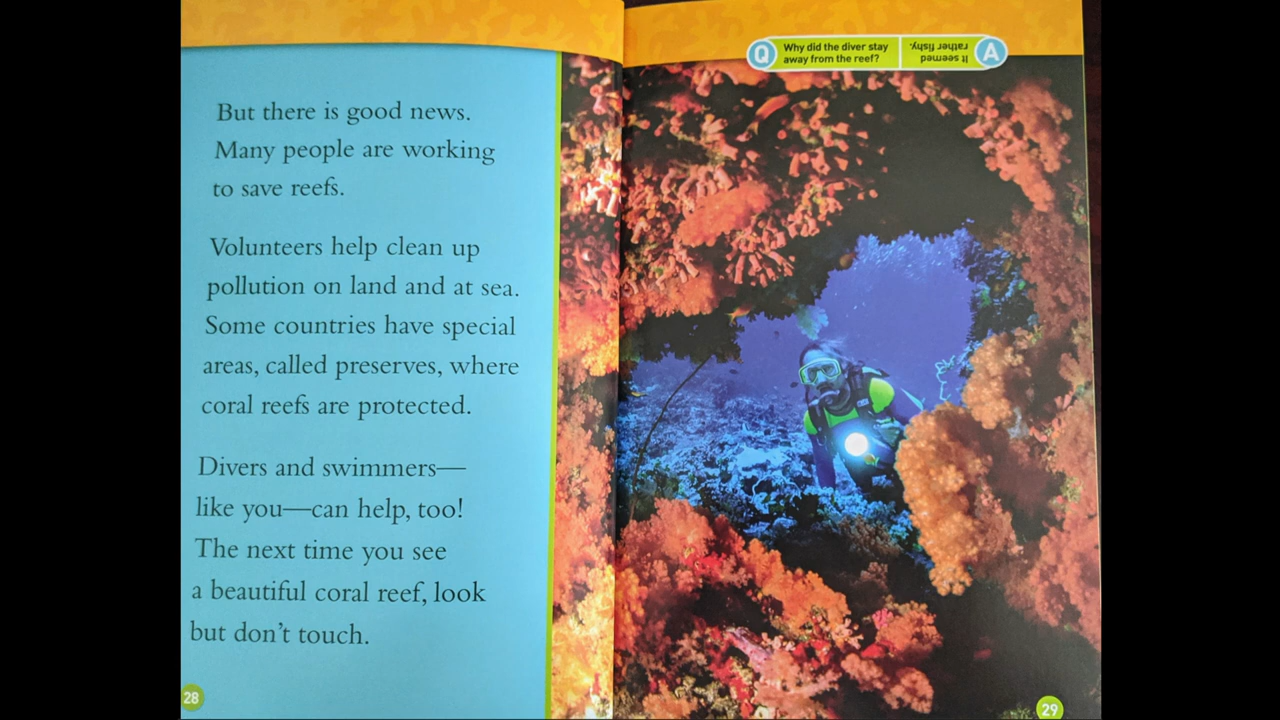 But there is good news.
Many people are working
to save reefs.
Volunteers help clean up
pollution on land and at sea.
Some countries have special
areas, called preserves, where
coral reefs are protected.
Divers and swimmers—
like you—can help, too!
The next time you see
a beautiful coral reef, look
but don't touch.
28
Q
Why did the diver stay
away from the reef?
It seemed
rather fishy.
A
29